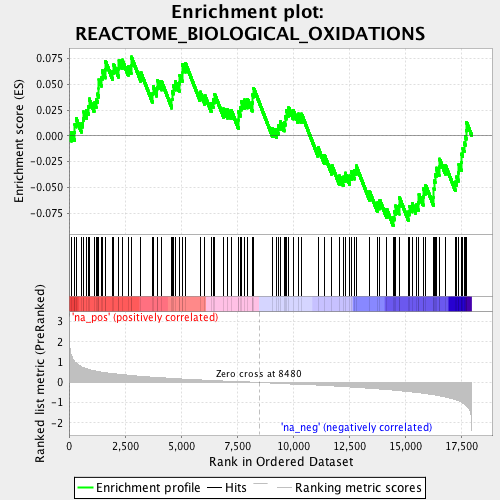 Enrichment plot:
REACTOME_BIOLOGICAL_OXIDATIONS
Enrichment score (ES)
0.075
0.050
0.025
0.000
-0.025
-0.050
-0.075
Ranked list metric (PreRanked)
'na_pos' (positively correlated)
3
2
1
0
-1
-2
Zero cross at 8480
'na_neg' (negatively correlated)
0
2,500
5,000
7,500
10,000
12,500
15,000
17,500
Rank in Ordered Dataset
Enrichment profile
Hits
Ranking metric scores